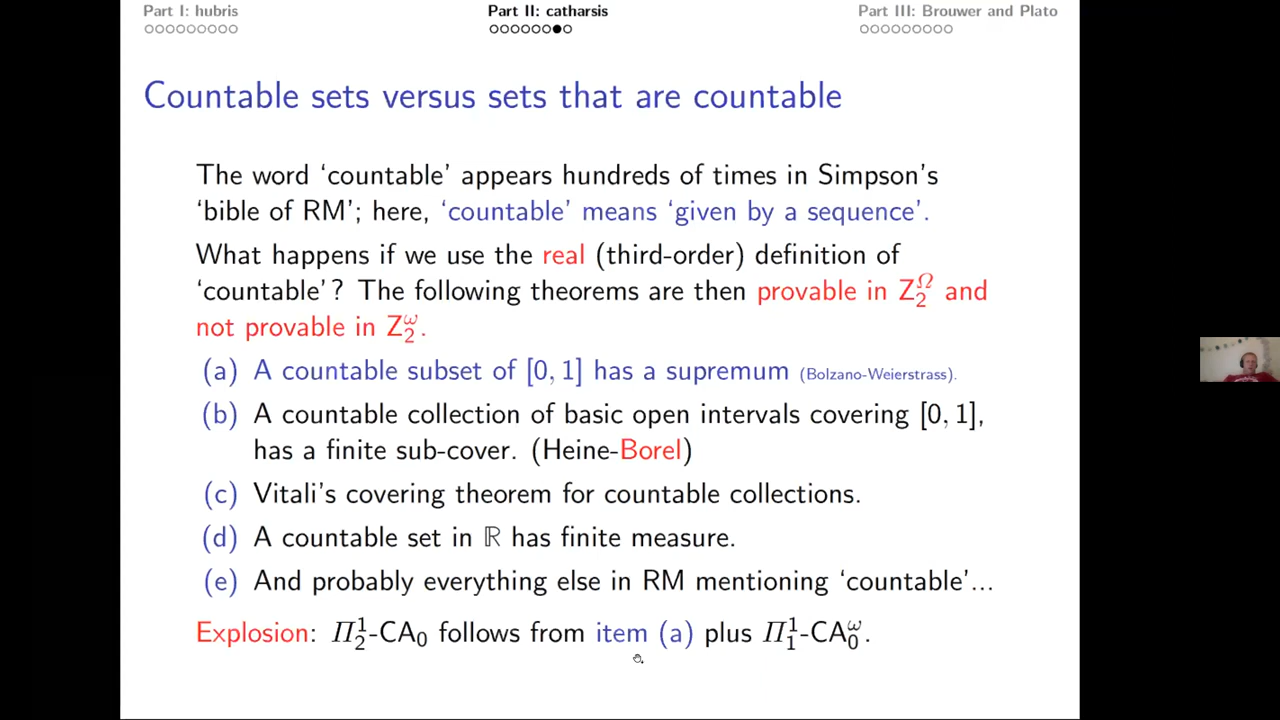 Part I: hubris
Part II: catharsis
Part III: Brouwer and Plato
Countable sets versus sets that are countable
The word ‘countable’ appears hundreds of times in Simpson’s
‘bible of RM’; here, ‘countable’ means ‘given by a sequence’.
What happens if we use the real (third-order) definition of
‘countable’? The following theorems are then provable in Z₂^Ω and
not provable in Z₂^ω.
(a) A countable subset of [0, 1] has a supremum (Bolzano-Weierstrass).
(b) A countable collection of basic open intervals covering [0, 1],
has a finite sub-cover. (Heine-Borel)
(c) Vitali’s covering theorem for countable collections.
(d) A countable set in ℝ has finite measure.
(e) And probably everything else in RM mentioning ‘countable’...
Explosion: Π¹₂-CA₀ follows from item (a) plus Π¹₁-CA₀^ω.